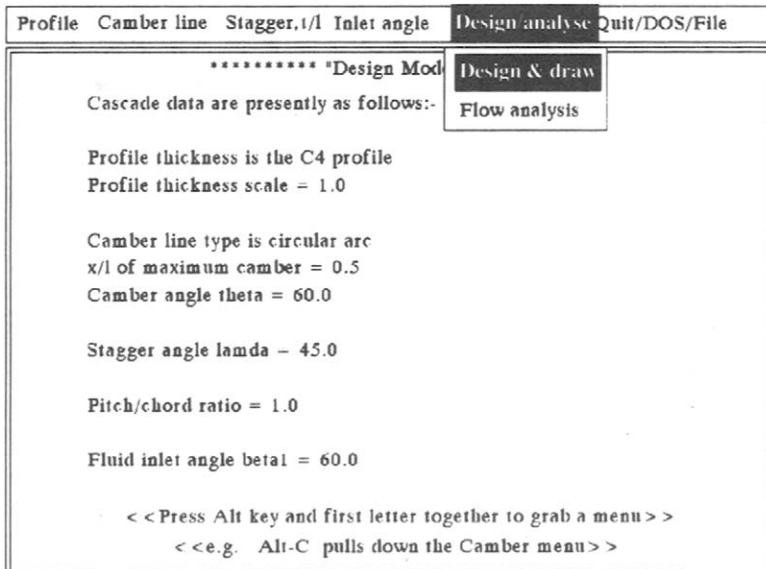 Profile Camber line Stagger,t/l Inlet angle Design/analyse Quit/DOS/File
Design & draw
Flow analysis
********** "Design Mod
Cascade data are presently as follows:-
Profile thickness is the C4 profile
Profile thickness scale = 1.0
Camber line type is circular arc
x/l of maximum camber = 0.5
Camber angle theta = 60.0
Stagger angle lamda = 45.0
Pitch/chord ratio = 1.0
Fluid inlet angle beta1 = 60.0
< <Press Alt key and first letter together to grab a menu> >
< <e.g. Alt-C pulls down the Camber menu> >